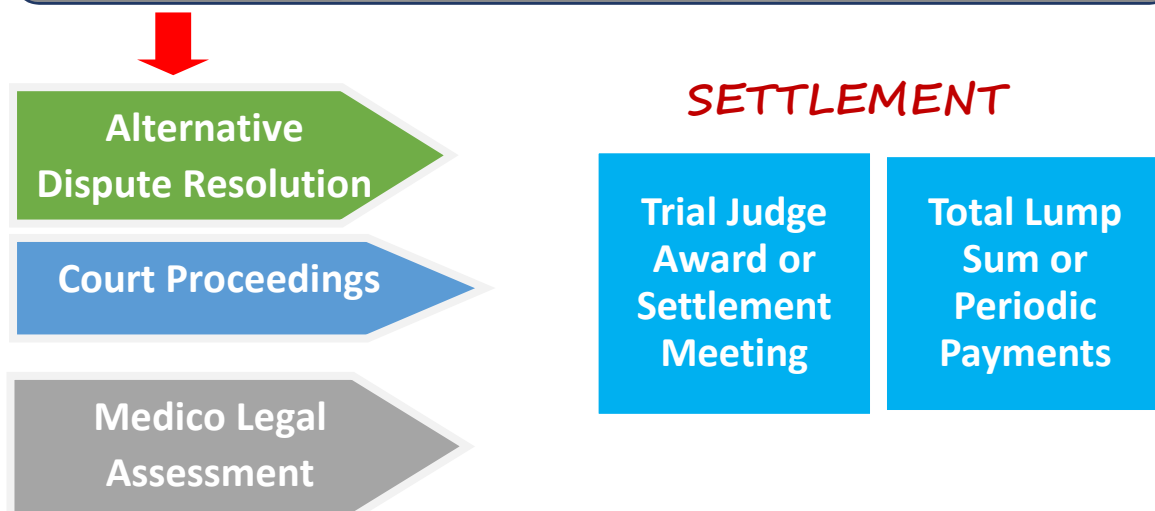 Alternative
Dispute Resolution
Court Proceedings
Medico Legal
Assessment
SETTLEMENT
Trial Judge
Award or
Settlement
Meeting
Total Lump
Sum or
Periodic
Payments